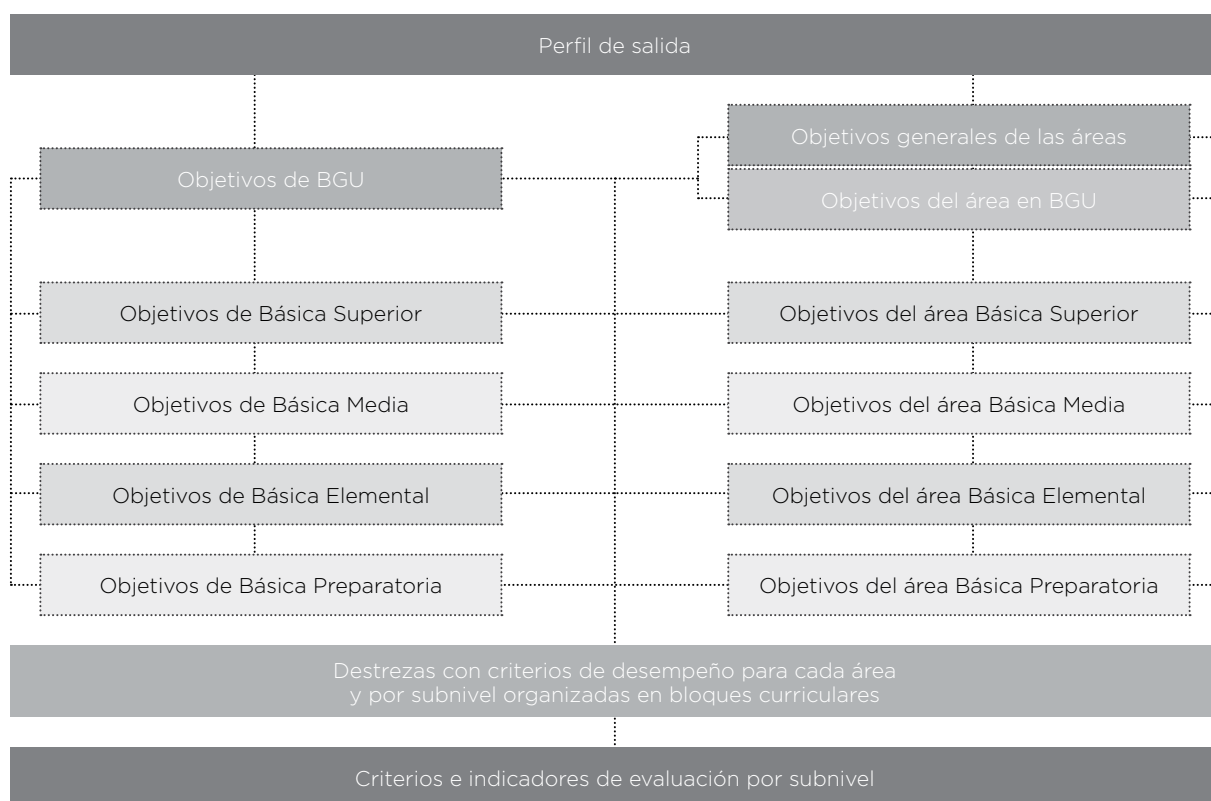 Perfil de salida
Objetivos generales de las áreas
Objetivos de BGU
Objetivos del área en BGU
Objetivos de Básica Superior
Objetivos del área Básica Superior
Objetivos de Básica Media
Objetivos del área Básica Media
Objetivos de Básica Elemental
Objetivos del área Básica Elemental
Objetivos de Básica Preparatoria
Objetivos del área Básica Preparatoria
Destrezas con criterios de desempeño para cada área
y por subnivel organizadas en bloques curriculares
Criterios e indicadores de evaluación por subnivel